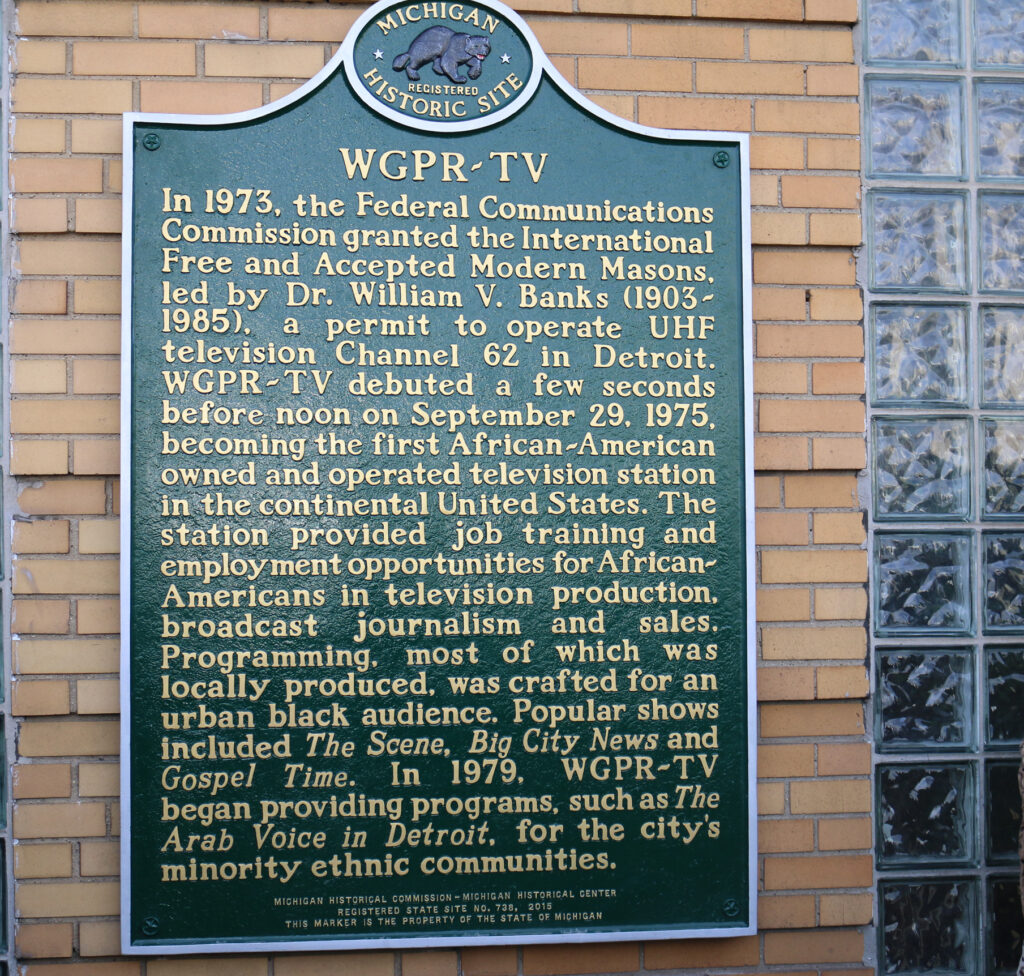 MICHIGAN
REGISTERED
HISTORIC SITE
WGPR-TV
In 1973, the Federal Communications
Commission granted the International
Free and Accepted Modern Masons,
led by Dr. William V. Banks (1903-
1985), a permit to operate UHF
television Channel 62 in Detroit.
WGPR-TV debuted a few seconds
before noon on September 29, 1975,
becoming the first African-American
owned and operated television station
in the continental United States. The
station provided job training and
employment opportunities for African-
Americans in television production,
broadcast journalism and sales.
Programming, most of which was
locally produced, was crafted for an
urban black audience. Popular shows
included The Scene, Big City News and
Gospel Time. In 1979, WGPR-TV
began providing programs, such as The
Arab Voice in Detroit, for the city's
minority ethnic communities.
MICHIGAN HISTORICAL COMMISSION-MICHIGAN HISTORICAL CENTER
REGISTERED STATE SITE NO. 738, 2015
THIS MARKER IS THE PROPERTY OF THE STATE OF MICHIGAN